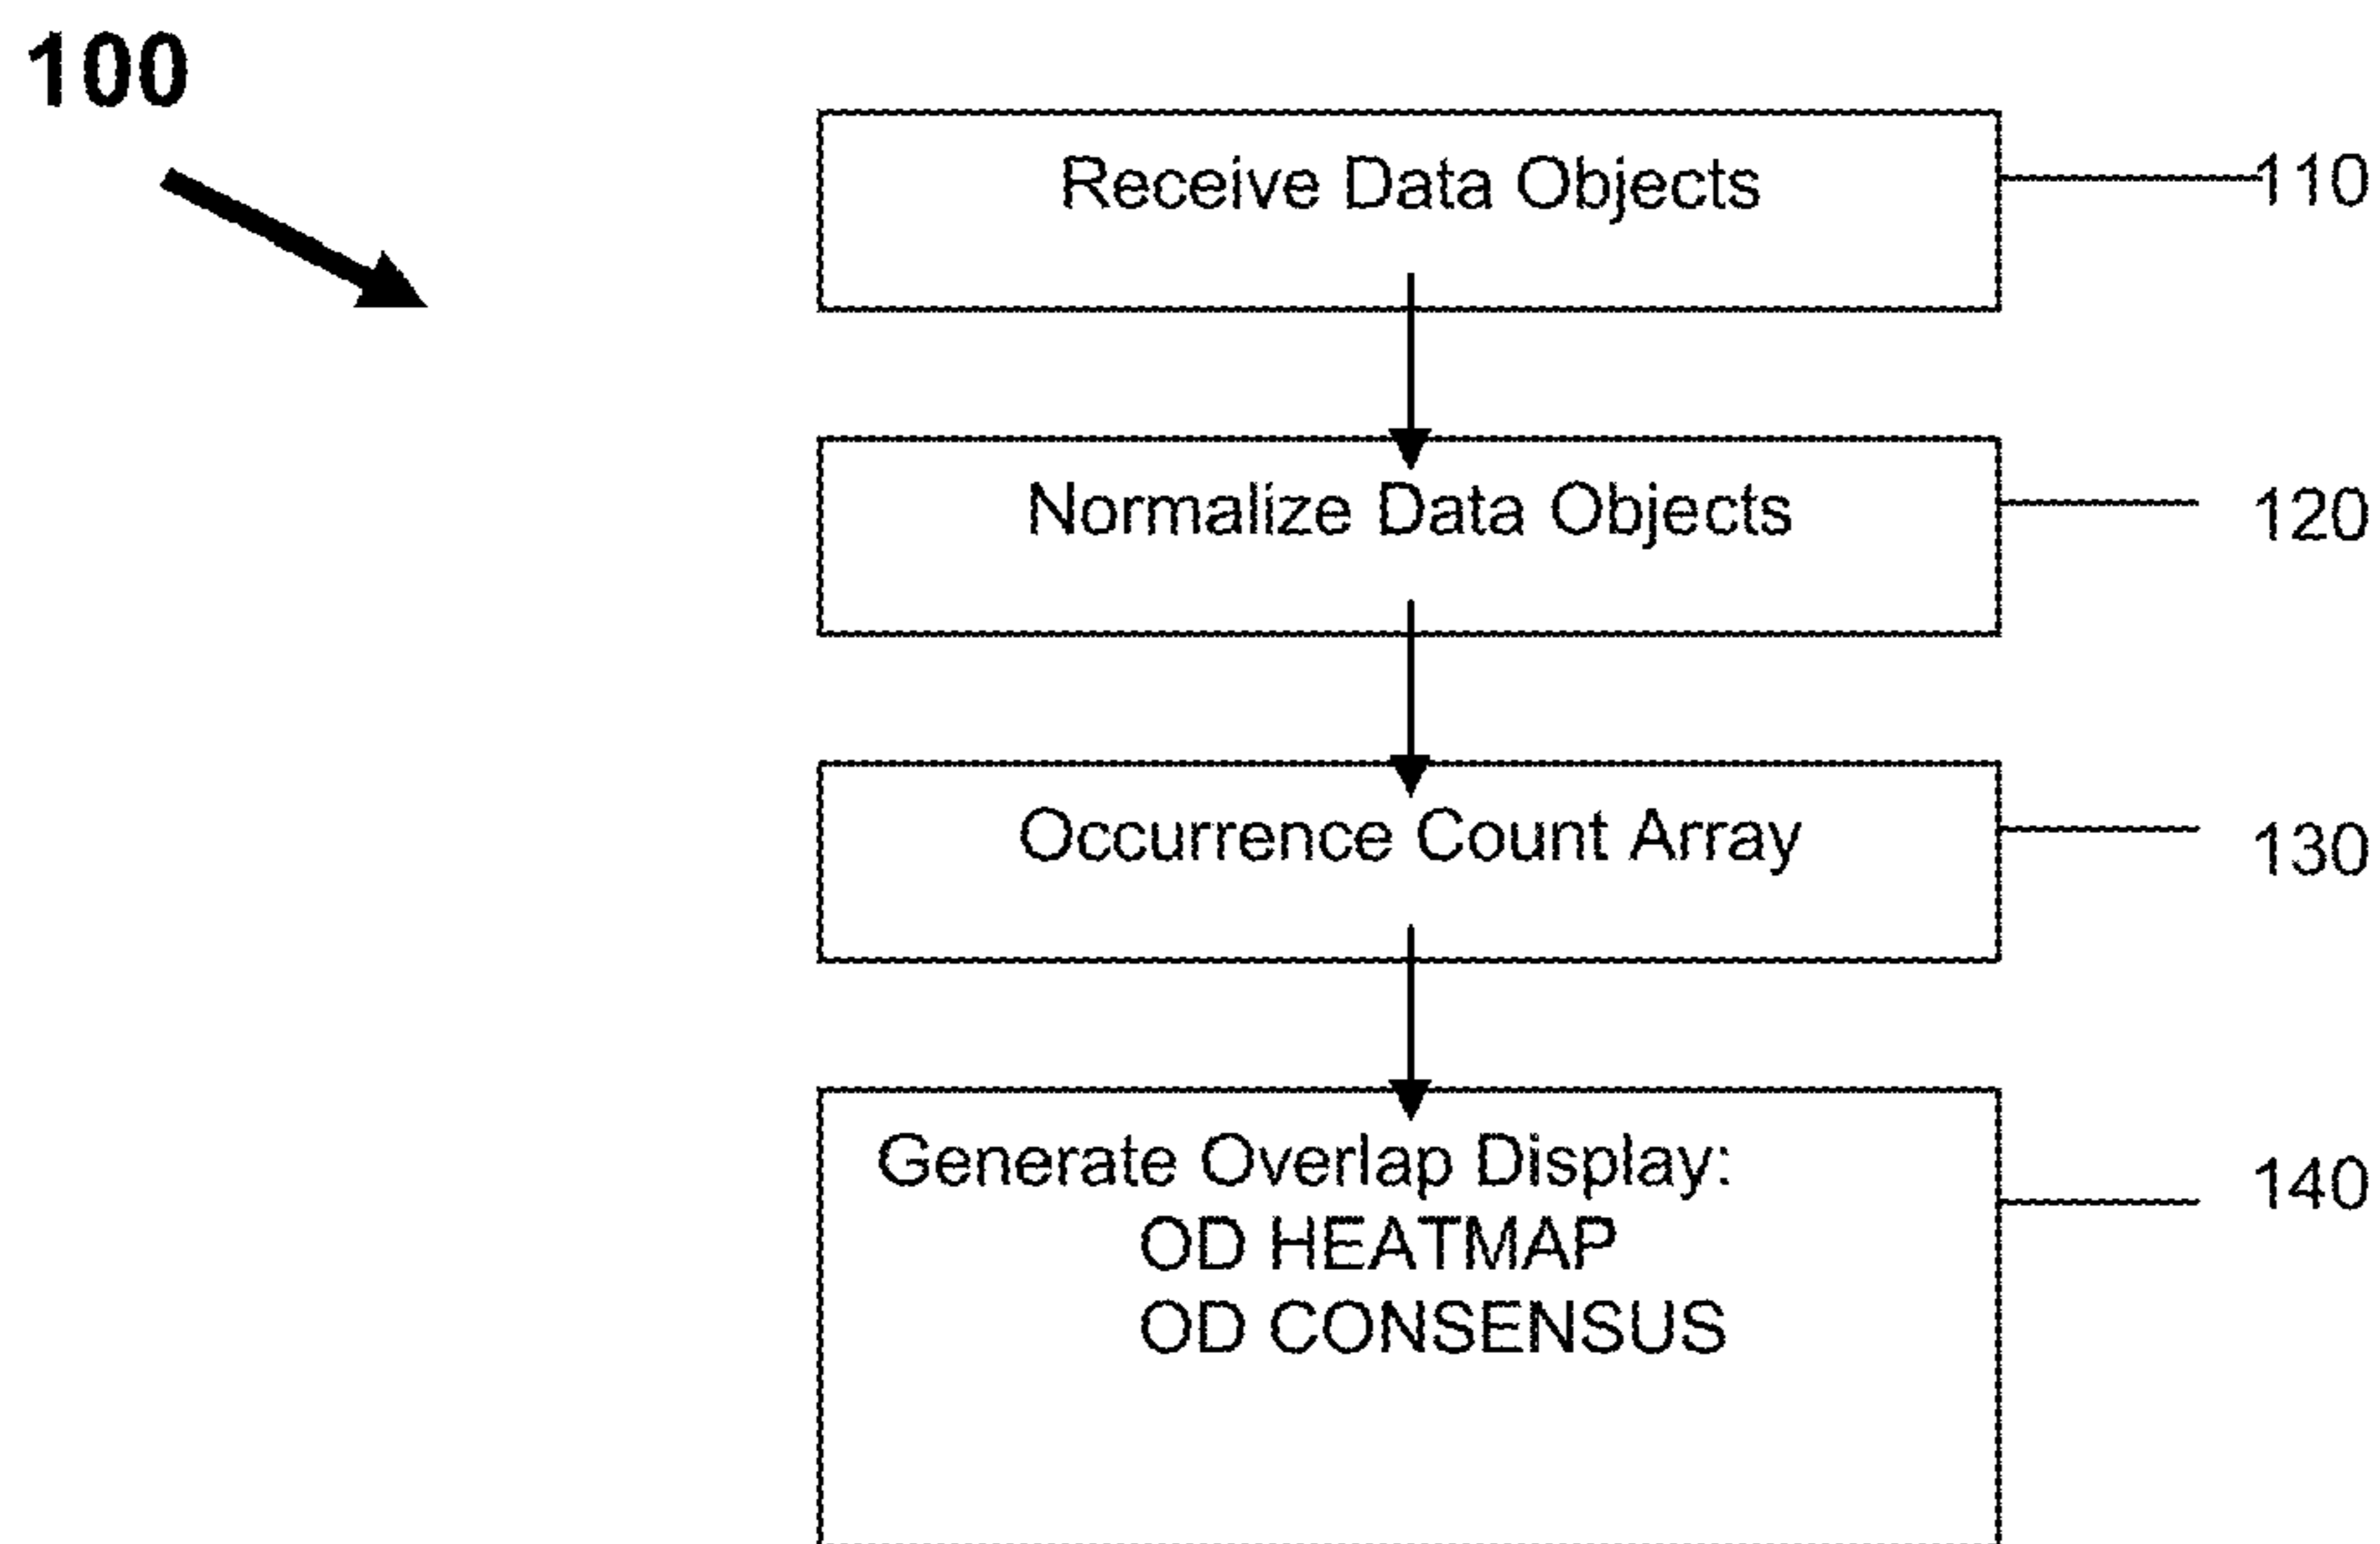 100
Receive Data Objects
110
Normalize Data Objects
120
Occurrence Count Array
130
Generate Overlap Display:
140
OD HEATMAP
OD CONSENSUS